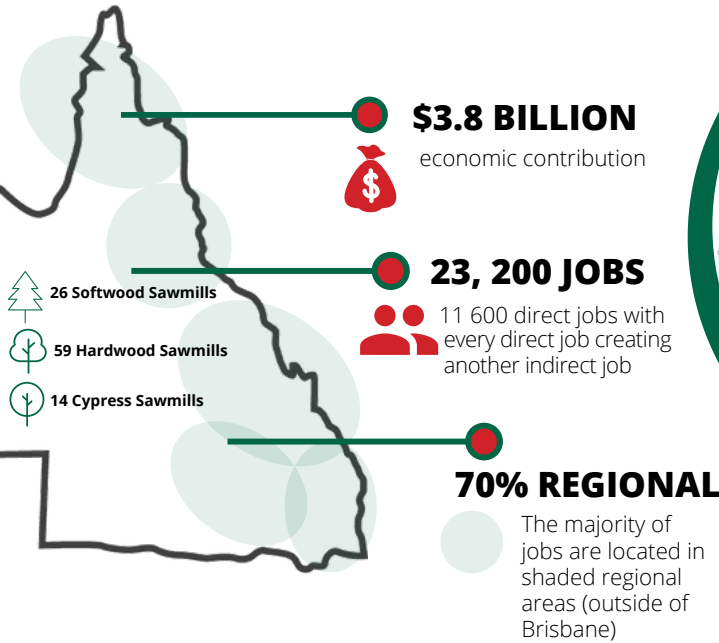 $3.8 BILLION
economic contribution
$
23, 200 JOBS
11 600 direct jobs with
every direct job creating
another indirect job
26 Softwood Sawmills
59 Hardwood Sawmills
14 Cypress Sawmills
70% REGIONAL
The majority of
jobs are located in
shaded regional
areas (outside of
Brisbane)